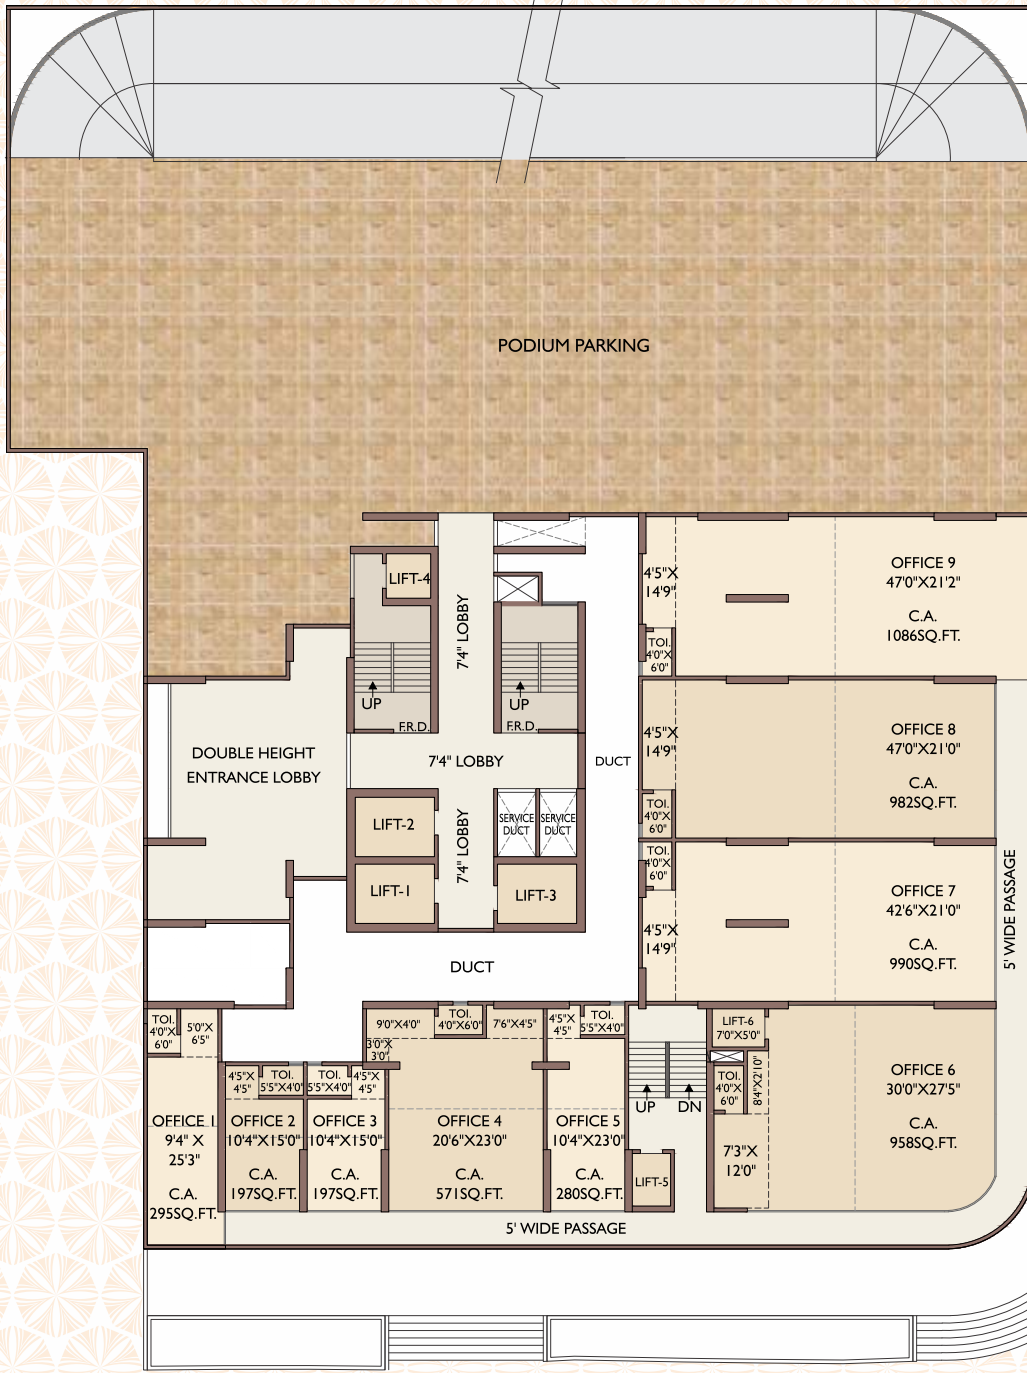 PODIUM PARKING
LIFT-4
7'4" LOBBY
UP
F.R.D.
UP
F.R.D.
4'5"X
14'9"
TOI.
4'0"X
6'0"
OFFICE 9
47'0"X21'2"
C.A.
1086SQ.FT.
DOUBLE HEIGHT
ENTRANCE LOBBY
7'4" LOBBY
DUCT
4'5"X
14'9"
TOI.
4'0"X
6'0"
OFFICE 8
47'0"X21'0"
C.A.
982SQ.FT.
LIFT-2
7'4" LOBBY
SERVICE
DUCT
SERVICE
DUCT
LIFT-1
LIFT-3
TOI.
4'0"X
6'0"
4'5"X
14'9"
OFFICE 7
42'6"X21'0"
C.A.
990SQ.FT.
5' WIDE PASSAGE
DUCT
TOI.
4'0"X
6'0"
5'0"X
6'5"
OFFICE 1
9'4" X
25'3"
C.A.
295SQ.FT.
4'5"X
4'5"
TOI.
5'5"X4'0"
OFFICE 2
10'4"X15'0"
C.A.
197SQ.FT.
TOI.
5'5"X4'0"
4'5"X
4'5"
OFFICE 3
10'4"X15'0"
C.A.
197SQ.FT.
9'0"X4'0"
3'0"X
3'0"
TOI.
4'0"X6'0"
7'6"X4'5"
OFFICE 4
20'6"X23'0"
C.A.
571SQ.FT.
4'5"X
4'5"
TOI.
5'5"X4'0"
OFFICE 5
10'4"X23'0"
C.A.
280SQ.FT.
UP
DN
LIFT-5
LIFT-6
7'0"X5'0"
TOI.
4'0"X
6'0"
8'4"X2'10"
7'3"X
12'0"
OFFICE 6
30'0"X27'5"
C.A.
958SQ.FT.
5' WIDE PASSAGE